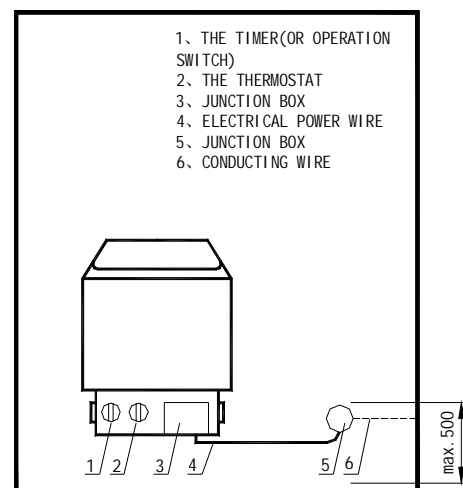 1、THE TIMER(OR OPERATION
SWITCH)
2、THE THERMOSTAT
3、JUNCTION BOX
4、ELECTRICAL POWER WIRE
5、JUNCTION BOX
6、CONDUCTING WIRE
max.500
1 2 3 4 5 6